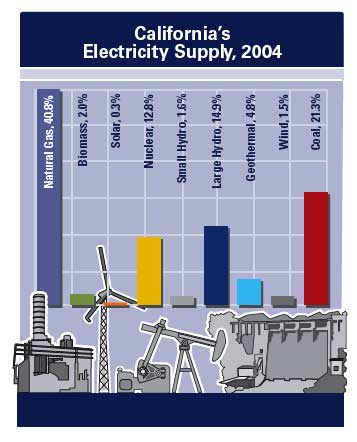 California's
Electricity Supply, 2004
Natural Gas, 40.8%
Biomass, 2.0%
Solar, 0.3%
Nuclear, 12.8%
Small Hydro, 1.6%
Large Hydro, 14.9%
Geothermal, 4.8%
Wind, 1.5%
Coal, 21.3%